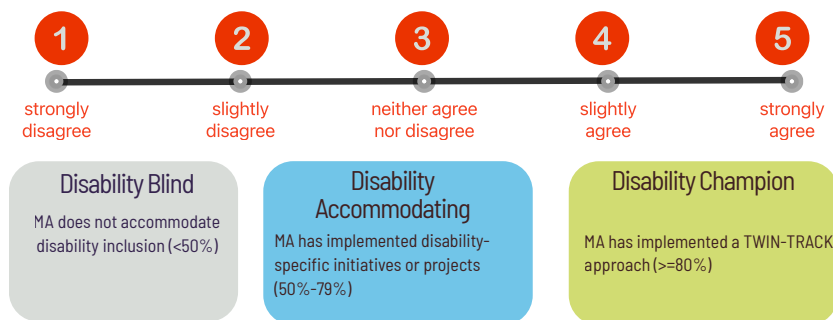 1
2
3
4
5
strongly
disagree
slightly
disagree
neither agree
nor disagree
slightly
agree
strongly
agree
Disability Blind
MA does not accommodate
disability inclusion (<50%)
Disability
Accommodating
MA has implemented disability-
specific initiatives or projects
(50%-79%)
Disability Champion
MA has implemented a TWIN-TRACK
approach (>=80%)